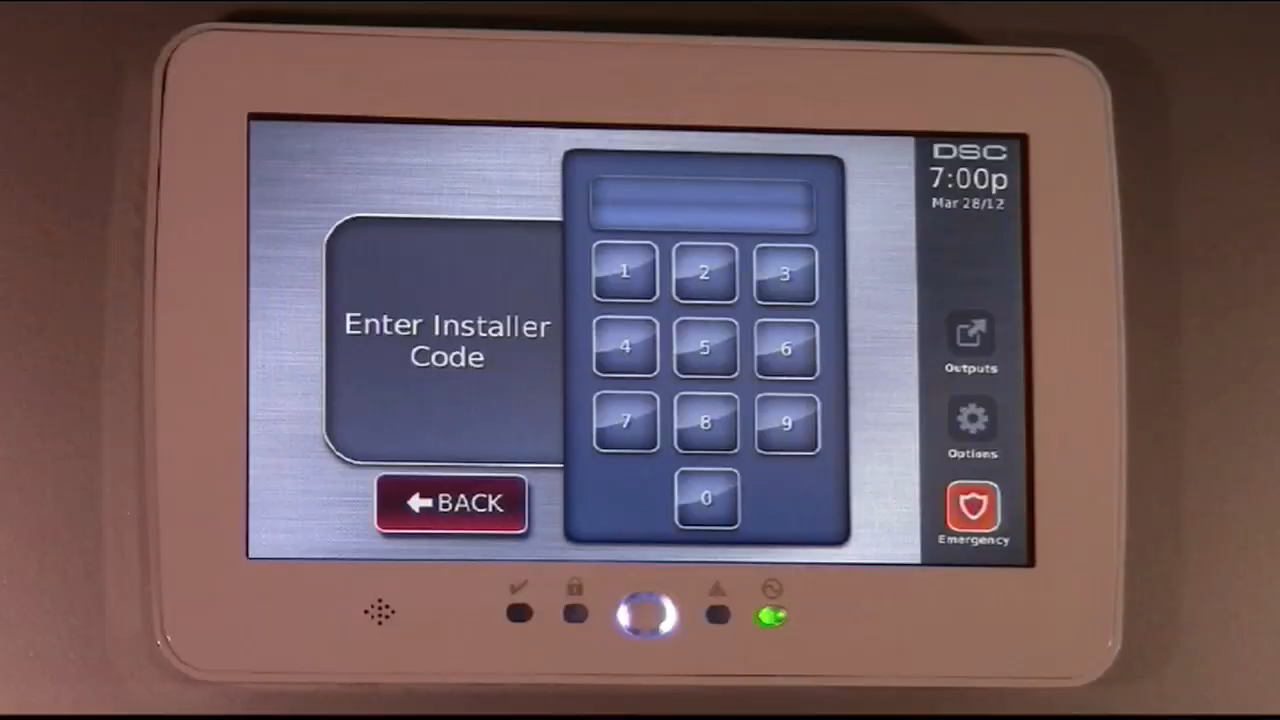 DSC
7:00p
Mar 28/12
1 2 3
Enter Installer
Code
4 5 6
7 8 9
0
BACK
Outputs
Options
Emergency